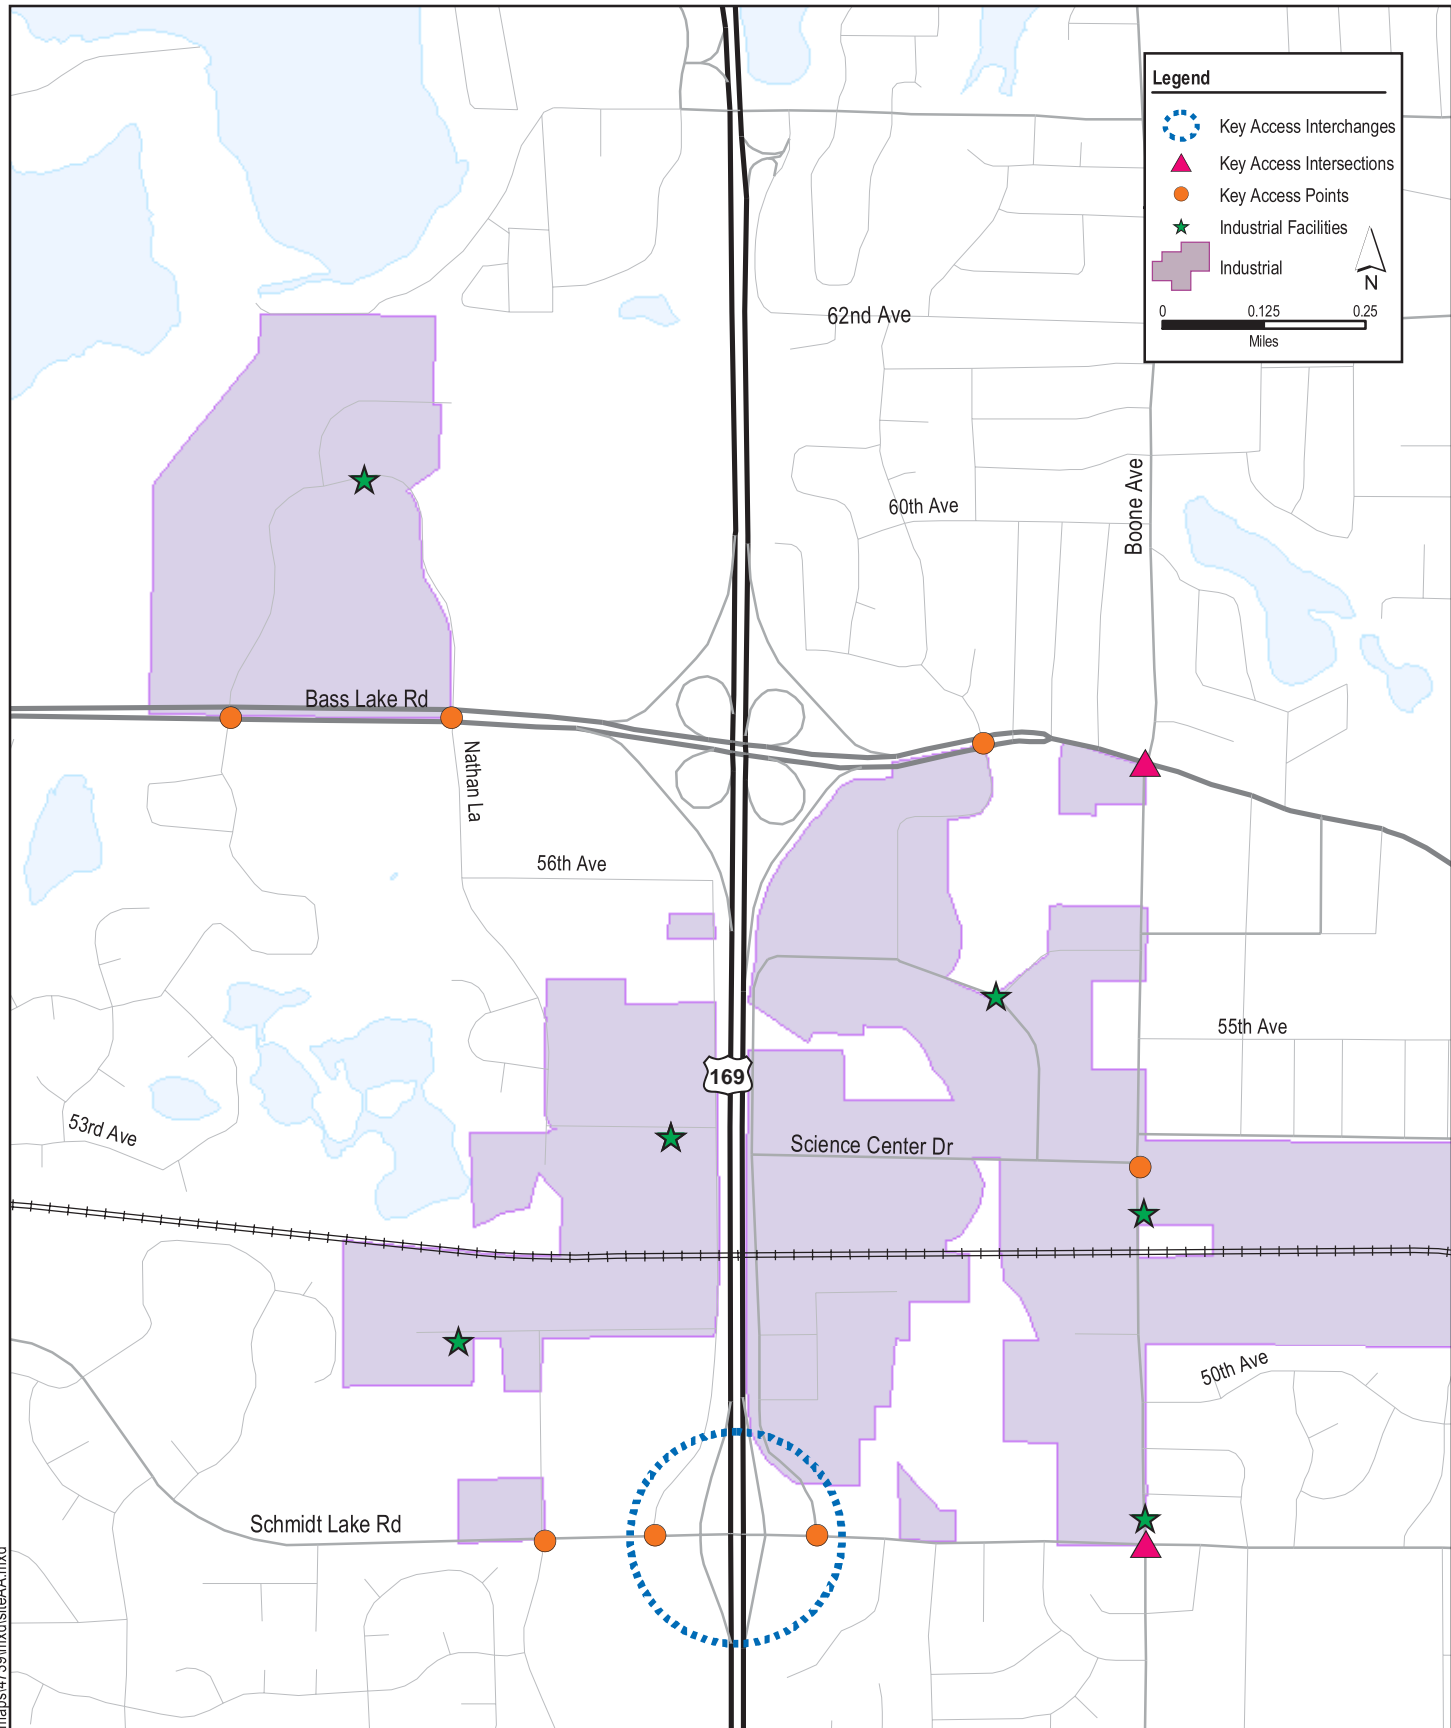 Legend
Key Access Interchanges
Key Access Intersections
Key Access Points
Industrial Facilities
Industrial
N
0 0.125 0.25
Miles
62nd Ave
60th Ave
Boone Ave
Bass Lake Rd
Nathan La
56th Ave
55th Ave
169
53rd Ave
Science Center Dr
50th Ave
Schmidt Lake Rd